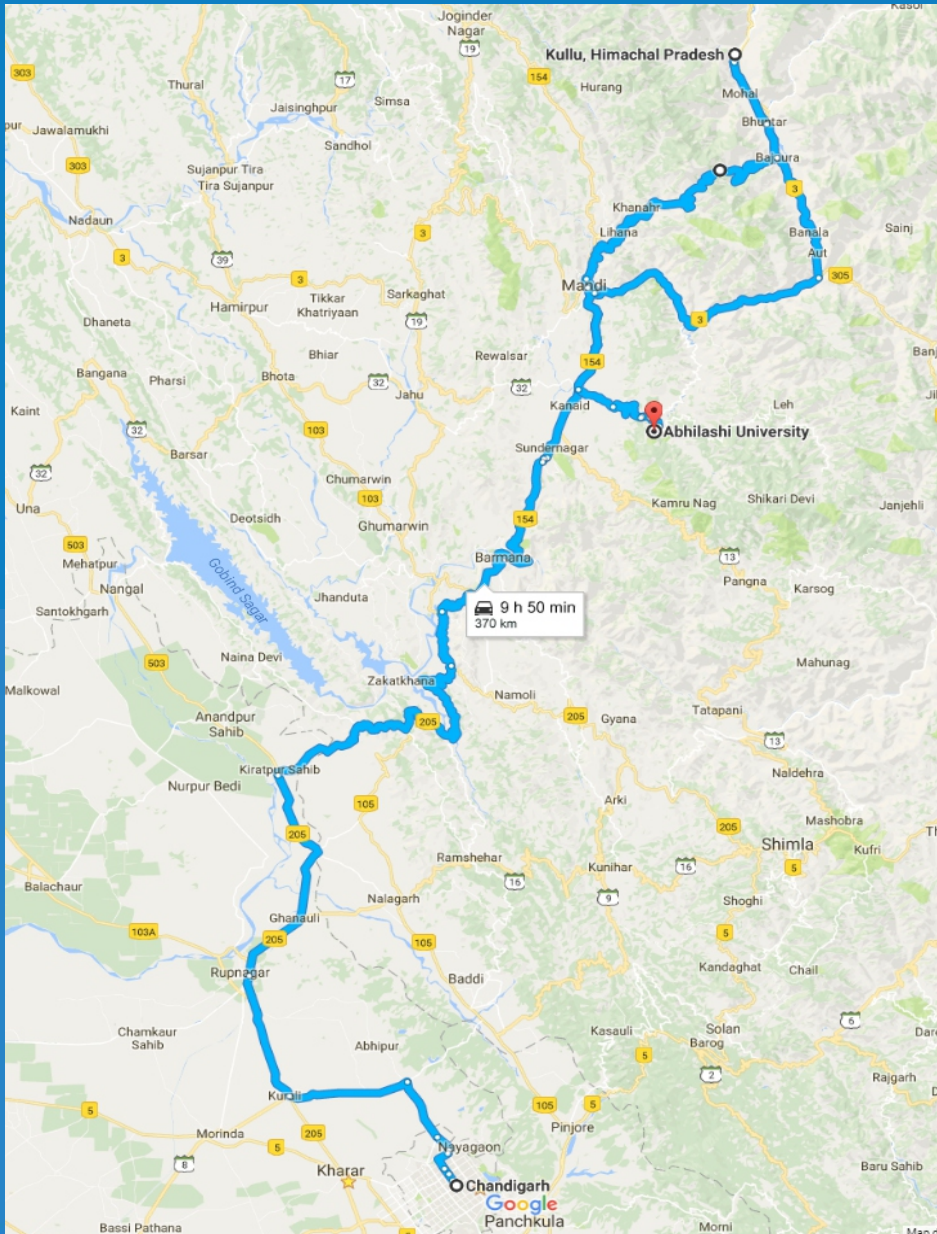 Kasol
Joginder
Nagar
19
Kullu, Himachal Pradesh
303
17
154
Hurang
Thural
Simsa
Mohal
Jaisinghpur
Bhuntar
Jawalamukhi
Sandhol
Bajoura
303
Sujanpur Tira
Tira Sujanpur
3
Khanahr
Nadaun
Lihana
3
Banala
Sainj
39
Aut
3
3
Mandi
305
Sarkaghat
Tikkar
Khatriyaan
Hamirpur
19
3
Dhaneta
Rewalsar
Bhiar
154
Banj
Bangana
Pharsi
Bhota
32
Jahu
32
Kaint
Kanaid
Leh
103
32
Abhilashi University
Barsar
Sundernagar
32
Chumarwin
Shikari Devi
Una
103
Kamru Nag
Janjehli
Deotsidh
154
Ghumarwin
503
Mehatpur
Barmana
13
Gobind Sagar
Pangna
Nangal
Jhanduta
Karsog
Santokhgarh
9 h 50 min
370 km
Naina Devi
503
Mahunag
Zakatkhana
Malkowal
Namoli
Anandpur
Sahib
205
205
Gyana
Tatapani
13
Kiratpur Sahib
Naldehra
Nurpur Bedi
105
Arki
Mashobra
205
205
Shimla
Kufri
Ramshehar
Kunihar
16
5
Balachaur
16
9
Nalagarh
Shoghi
Ghanauli
103A
205
105
5
Rupnagar
Baddi
Kandaghat
Chail
Chamkaur
Sahib
Kasauli
Solan
6
Abhipur
Barog
5
2
Rajgarh
Kurali
5
105
5
Morinda
205
Pinjore
5
Nayagaon
8
Kharar
Baru Sahib
Chandigarh
Google
Panchkula
Bassi Pathana
Morni